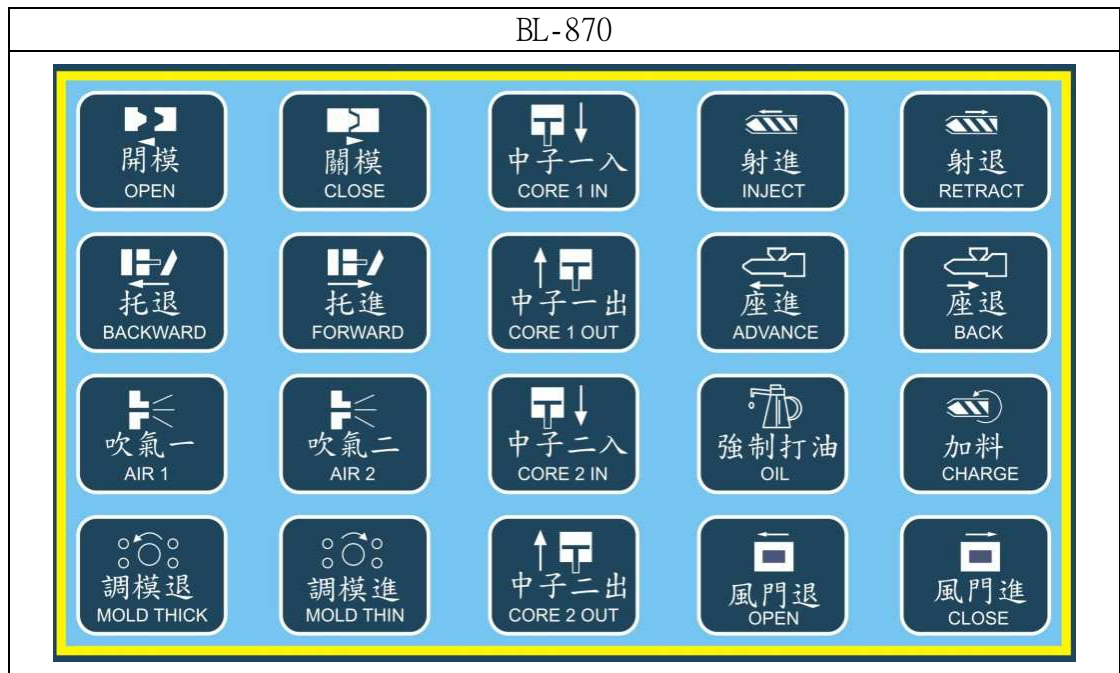 BL-870
開模
OPEN
關模
CLOSE
中子一入
CORE 1 IN
射進
INJECT
射退
RETRACT
托退
BACKWARD
托進
FORWARD
中子一出
CORE 1 OUT
座進
ADVANCE
座退
BACK
吹氣一
AIR 1
吹氣二
AIR 2
中子二入
CORE 2 IN
強制打油
OIL
加料
CHARGE
調模退
MOLD THICK
調模進
MOLD THIN
中子二出
CORE 2 OUT
風門退
OPEN
風門進
CLOSE